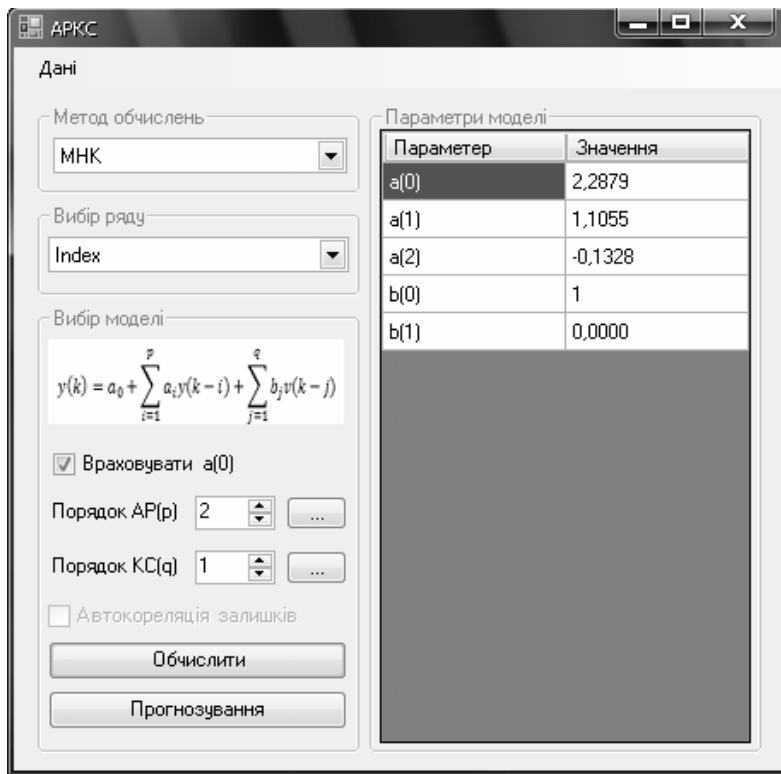 АРКС
Дані
Метод обчислень
МНК
Вибір ряду
Index
Вибір моделі
y(k) = a₀ + ∑ᵢ₌₁ᵖ aᵢy(k − i) + ∑ⱼ₌₁^q bⱼv(k − j)
Враховувати a(0)
Порядок АР(p) 2 ...
Порядок КС(q) 1 ...
Автокореляція залишків
Обчислити
Прогнозування
Параметри моделі
Параметер Значення
a(0) 2,2879
a(1) 1,1055
a(2) -0,1328
b(0) 1
b(1) 0,0000